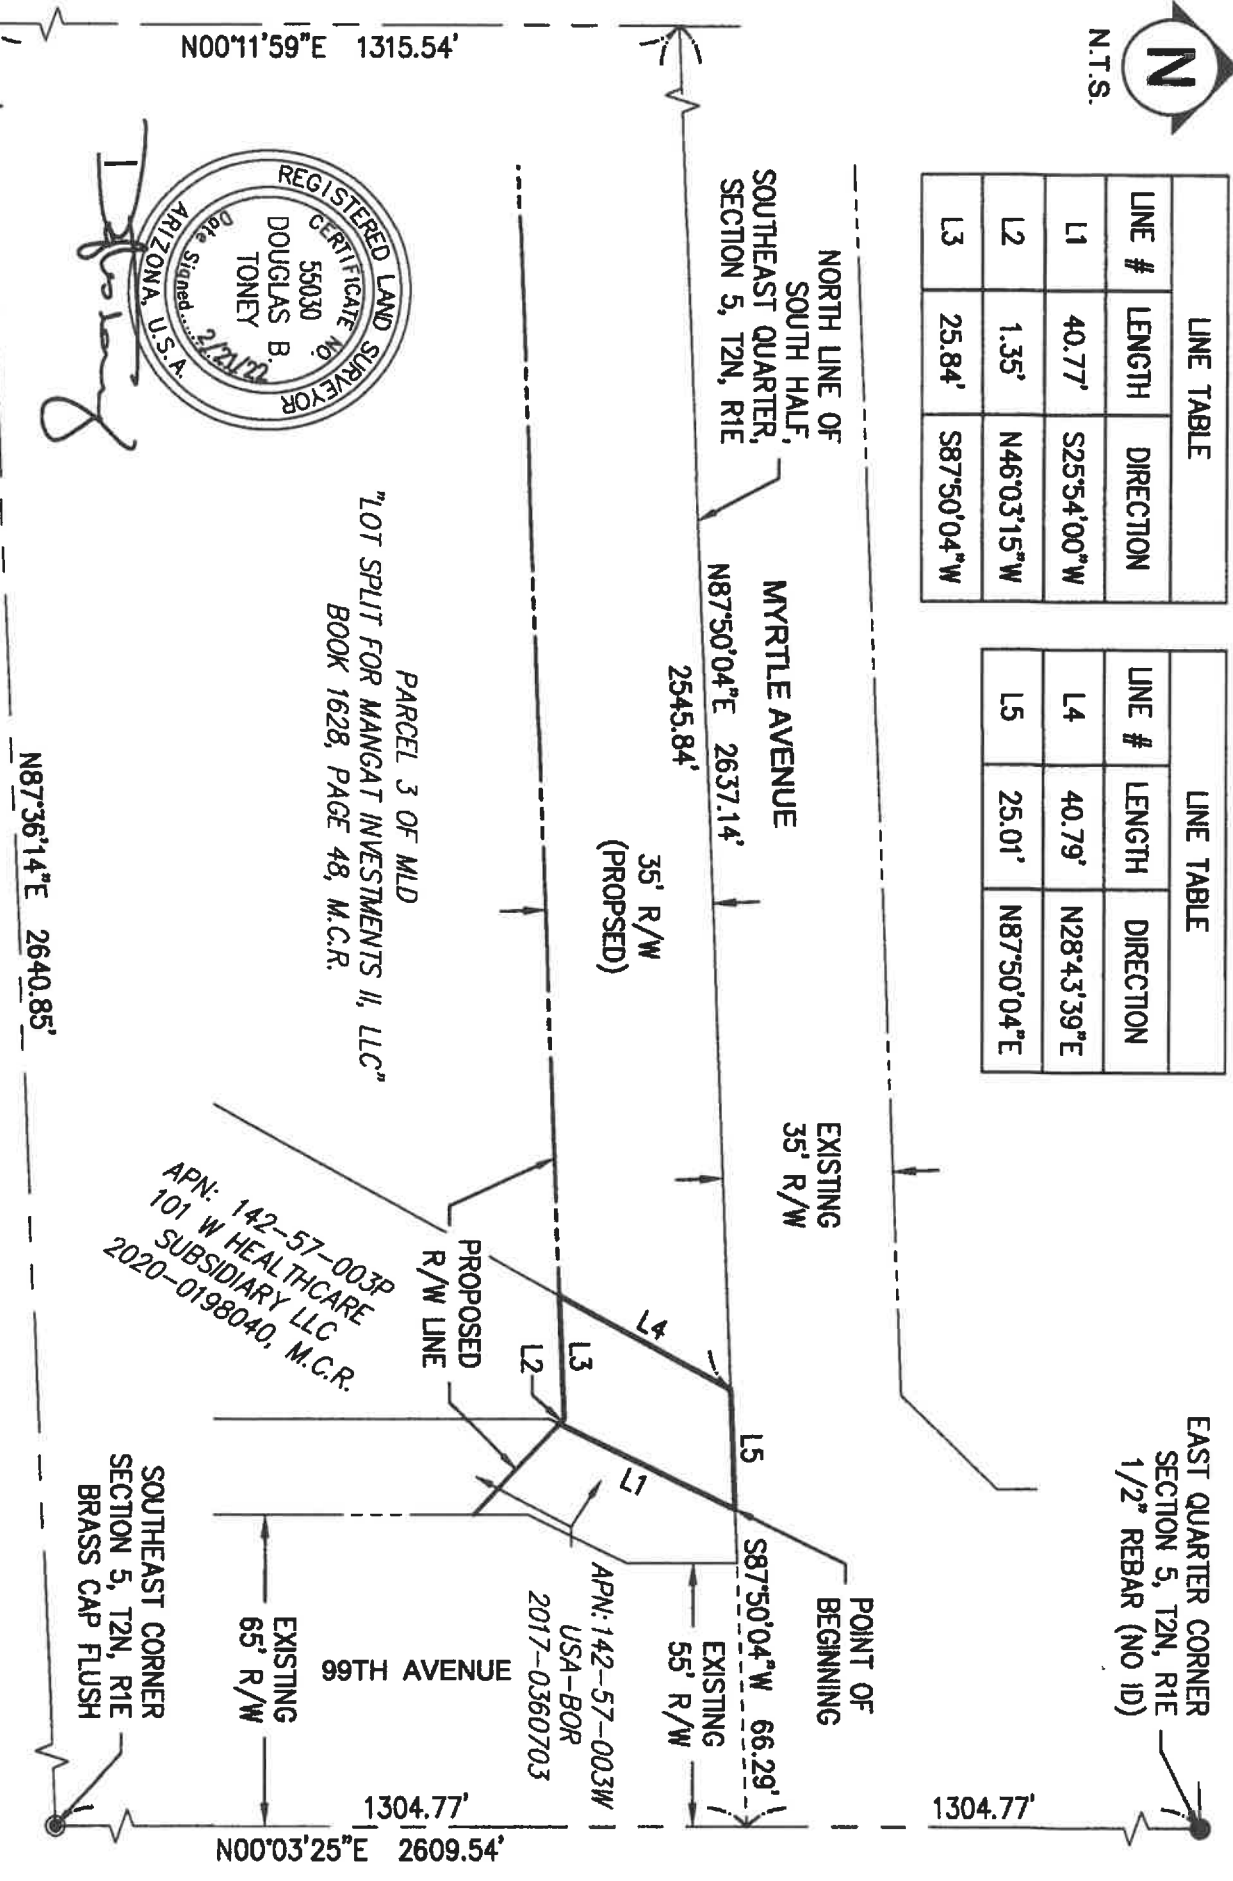 N
N.T.S.
LINE TABLE
LINE # LENGTH DIRECTION
L1 40.77' S25°54'00"W
L2 1.35' N46°03'15"W
L3 25.84' S87°50'04"W
LINE TABLE
LINE # LENGTH DIRECTION
L4 40.79' N28°43'39"E
L5 25.01' N87°50'04"E
EAST QUARTER CORNER
SECTION 5, T2N, R1E
1/2" REBAR (NO ID)
NORTH LINE OF
SOUTH HALF,
SOUTHEAST QUARTER,
SECTION 5, T2N, R1E
MYRTLE AVENUE
N87°50'04"E 2637.14'
2545.84'
EXISTING
35' R/W
POINT OF
BEGINNING
S87°50'04"W 66.29'
1304.77'
N00°11'59"E 1315.54'
35' R/W
(PROPSED)
L5
L4
L1
L3
L2
EXISTING
55' R/W
APN: 142-57-003W
USA-BOR
2017-0360703
PROPOSED
R/W LINE
99TH AVENUE
REGISTERED LAND SURVEYOR
CERTIFICATE NO.
55030
DOUGLAS B.
TONEY
Date Signed
2/21/22
ARIZONA, U.S.A.
PARCEL 3 OF MLD
"LOT SPLIT FOR MANGAT INVESTMENTS II, LLC"
BOOK 1628, PAGE 48, M.C.R.
APN: 142-57-003P
101 W HEALTHCARE
SUBSIDIARY LLC
2020-0198040, M.C.R.
EXISTING
65' R/W
1304.77'
N00°03'25"E 2609.54'
SOUTHEAST CORNER
SECTION 5, T2N, R1E
BRASS CAP FLUSH
N87°36'14"E 2640.85'